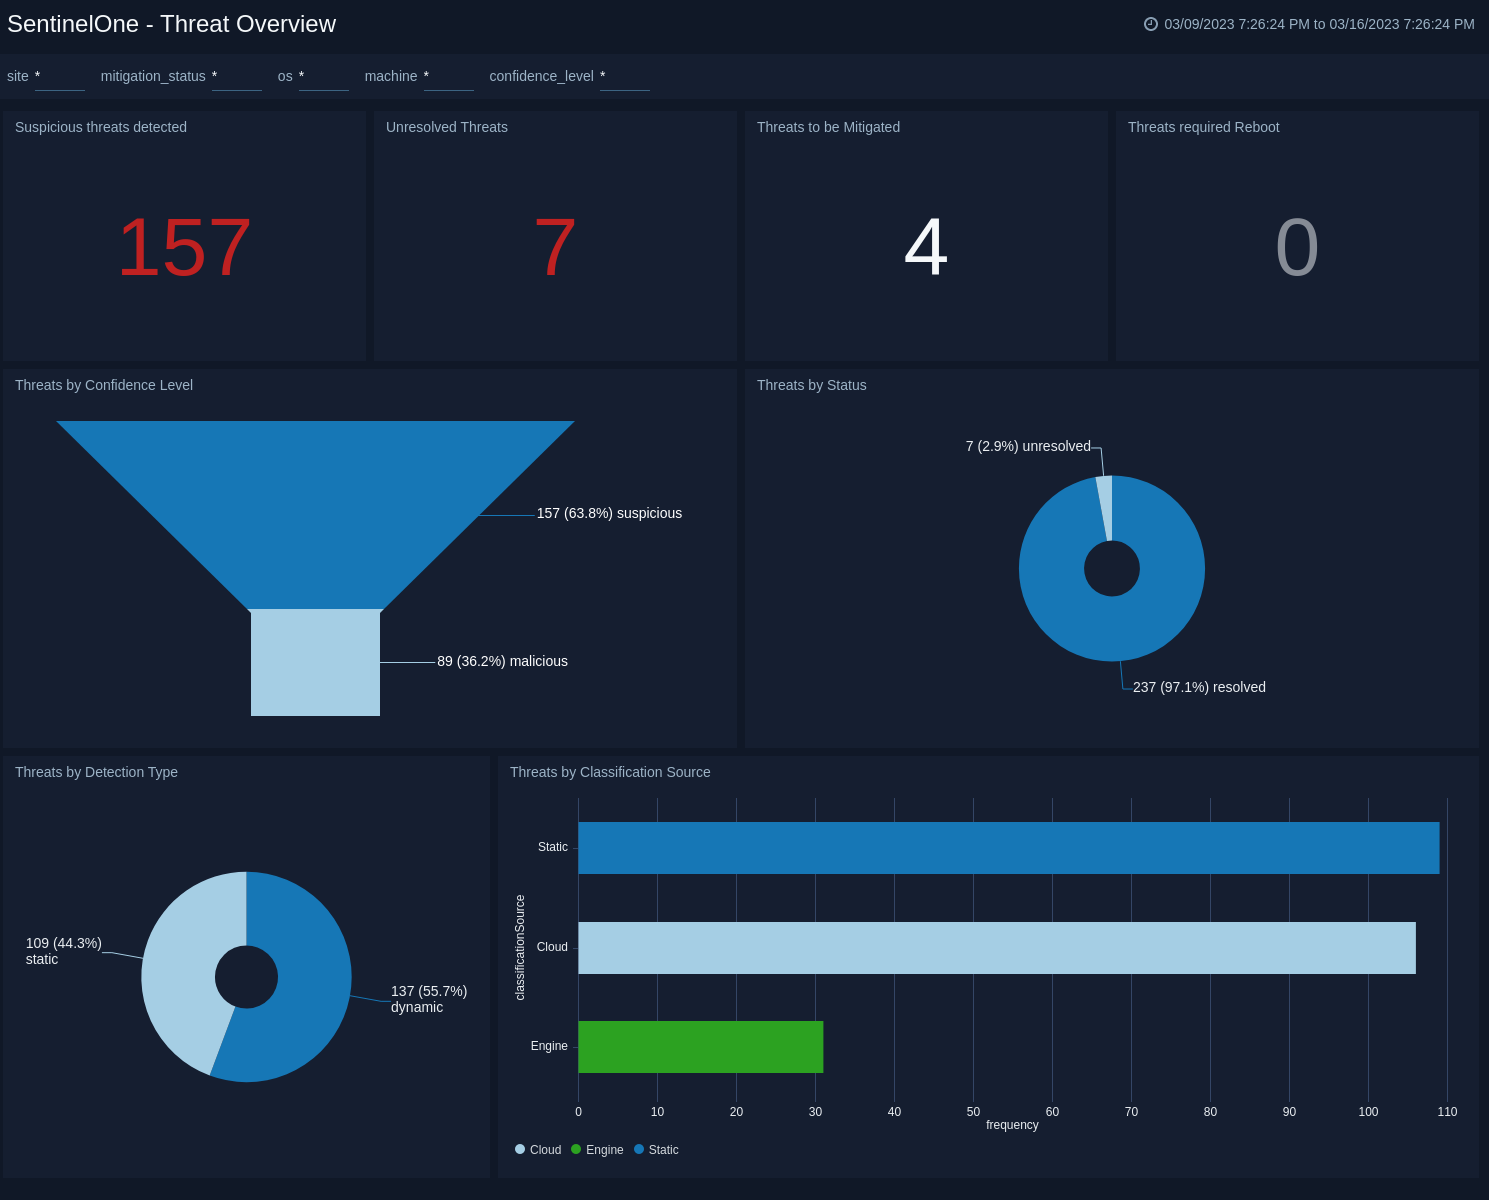 SentinelOne - Threat Overview
03/09/2023 7:26:24 PM to 03/16/2023 7:26:24 PM
site * mitigation_status * os * machine * confidence_level *
Suspicious threats detected
157
Unresolved Threats
7
Threats to be Mitigated
4
Threats required Reboot
0
Threats by Confidence Level
157 (63.8%) suspicious
89 (36.2%) malicious
Threats by Status
7 (2.9%) unresolved
237 (97.1%) resolved
Threats by Detection Type
109 (44.3%)
static
137 (55.7%)
dynamic
Threats by Classification Source
classificationSource
Static
Cloud
Engine
0 10 20 30 40 50 60 70 80 90 100 110
frequency
Cloud Engine Static